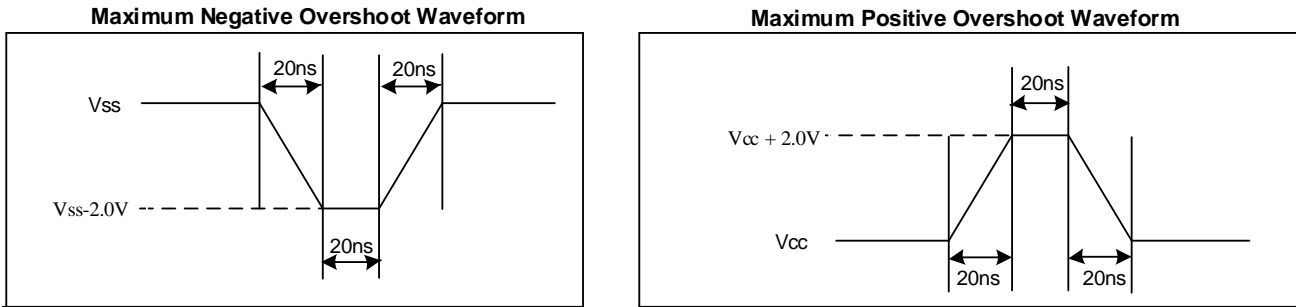 Maximum Negative Overshoot Waveform
20ns
20ns
Vss
Vss-2.0V
20ns
Maximum Positive Overshoot Waveform
20ns
Vcc + 2.0V
Vcc
20ns
20ns